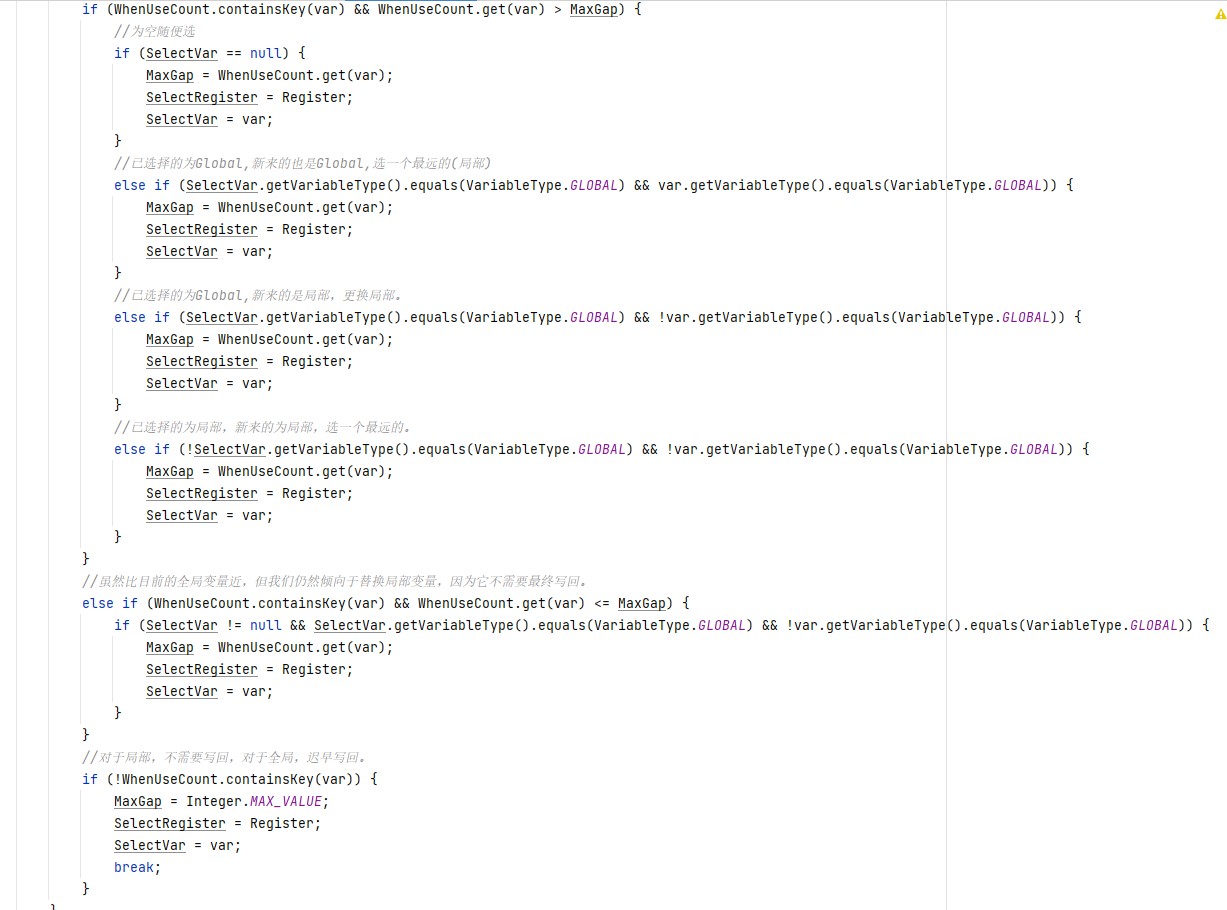 if (WhenUseCount.containsKey(var) && WhenUseCount.get(var) > MaxGap) {
//为空随便选
if (SelectVar == null) {
MaxGap = WhenUseCount.get(var);
SelectRegister = Register;
SelectVar = var;
}
//已选择的为Global,新来的也是Global,选一个最远的(局部)
else if (SelectVar.getVariableType().equals(VariableType.GLOBAL) && var.getVariableType().equals(VariableType.GLOBAL)) {
MaxGap = WhenUseCount.get(var);
SelectRegister = Register;
SelectVar = var;
}
//已选择的为Global,新来的是局部，更换局部。
else if (SelectVar.getVariableType().equals(VariableType.GLOBAL) && !var.getVariableType().equals(VariableType.GLOBAL)) {
MaxGap = WhenUseCount.get(var);
SelectRegister = Register;
SelectVar = var;
}
//已选择的为局部，新来的为局部，选一个最远的。
else if (!SelectVar.getVariableType().equals(VariableType.GLOBAL) && !var.getVariableType().equals(VariableType.GLOBAL)) {
MaxGap = WhenUseCount.get(var);
SelectRegister = Register;
SelectVar = var;
}
}
//虽然比目前的全局变量近，但我们仍然倾向于替换局部变量，因为它不需要最终写回。
else if (WhenUseCount.containsKey(var) && WhenUseCount.get(var) <= MaxGap) {
if (SelectVar != null && SelectVar.getVariableType().equals(VariableType.GLOBAL) && !var.getVariableType().equals(VariableType.GLOBAL)) {
MaxGap = WhenUseCount.get(var);
SelectRegister = Register;
SelectVar = var;
}
}
//对于局部，不需要写回，对于全局，迟早写回。
if (!WhenUseCount.containsKey(var)) {
MaxGap = Integer.MAX_VALUE;
SelectRegister = Register;
SelectVar = var;
break;
}
}